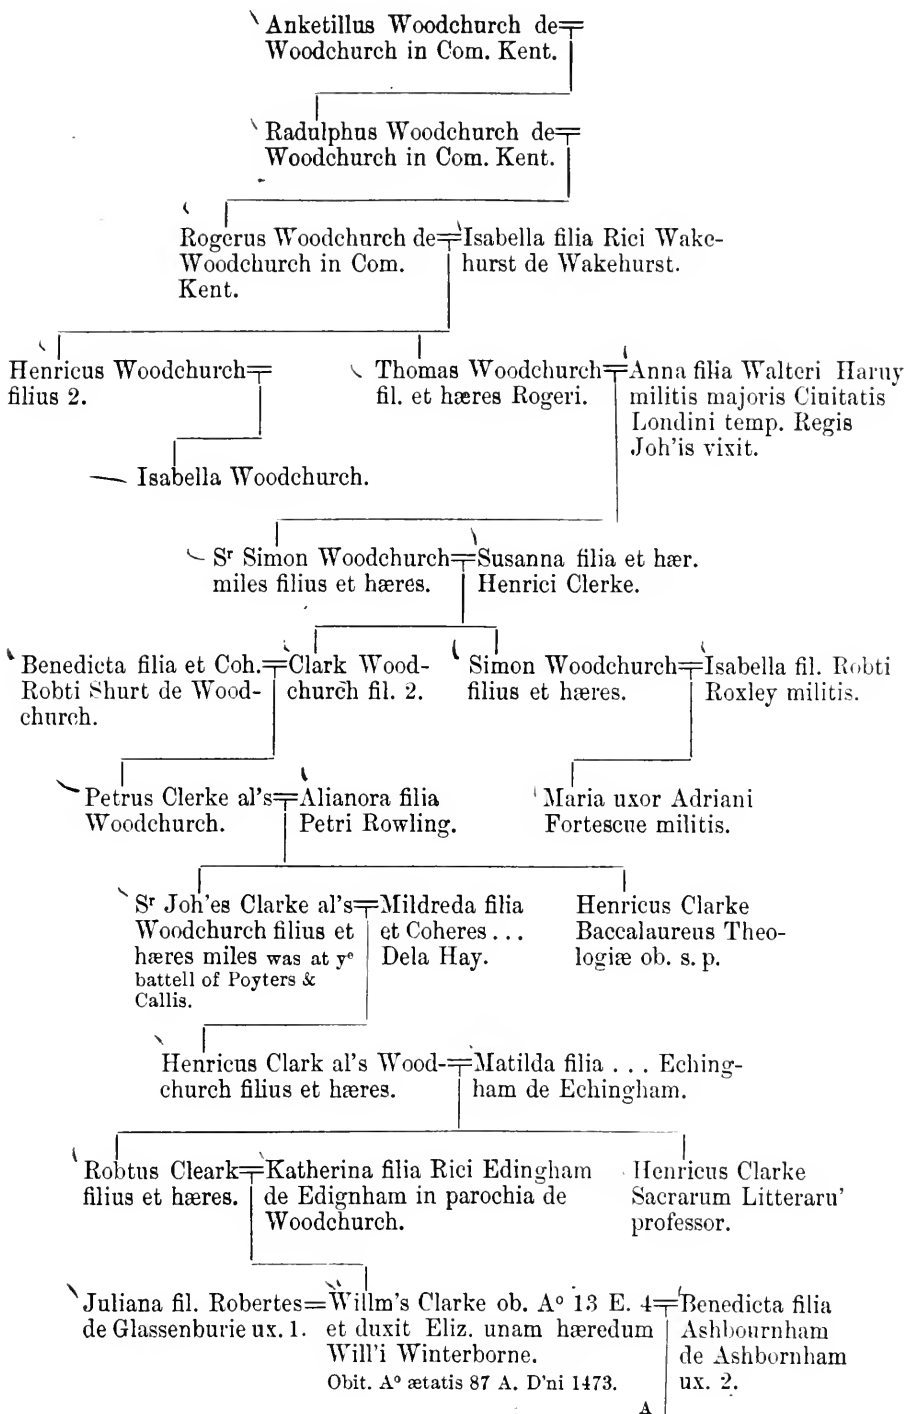 Anketillus Woodchurch de
Woodchurch in Com. Kent.
Radulphus Woodchurch de
Woodchurch in Com. Kent.
Rogerus Woodchurch de
Woodchurch in Com.
Kent.
Isabella filia Rici Wake-
hurst de Wakehurst.
Henricus Woodchurch
filius 2.
Thomas Woodchurch
fil. et hæres Rogeri.
Anna filia Walteri Haruy
militis majoris Ciuitatis
Londini temp. Regis
Joh'is vixit.
Isabella Woodchurch.
Sr Simon Woodchurch
miles filius et hæres.
Susanna filia et hær.
Henrici Clerke.
Benedicta filia et Coh.
Robti Shurt de Wood-
church.
Clark Wood-
church fil. 2.
Simon Woodchurch
filius et hæres.
Isabella fil. Robti
Roxley militis.
Petrus Clerke al's
Woodchurch.
Alianora filia
Petri Rowling.
Maria uxor Adriani
Fortescue militis.
Sr Joh'es Clarke al's
Woodchurch filius et
hæres miles was at ye
battell of Poyters &
Callis.
Mildreda filia
et Coheres ...
Dela Hay.
Henricus Clarke
Baccalaureus Theo-
logiæ ob. s. p.
Henricus Clark al's Wood-
church filius et hæres.
Matilda filia . . . Eching-
ham de Echingham.
Robtus Cleark
filius et hæres.
Katherina filia Rici Edingham
de Edignham in parochia de
Woodchurch.
Henricus Clarke
Sacrarum Litteraru'
professor.
Juliana fil. Robertes
de Glassenburie ux. 1.
Willm's Clarke ob. Ao 13 E. 4
et duxit Eliz. unam hæredum
Will'i Winterborne.
Obit. Ao ætatis 87 A. D'ni 1473.
Benedicta filia
Ashbournham
de Ashbornham
ux. 2.
A